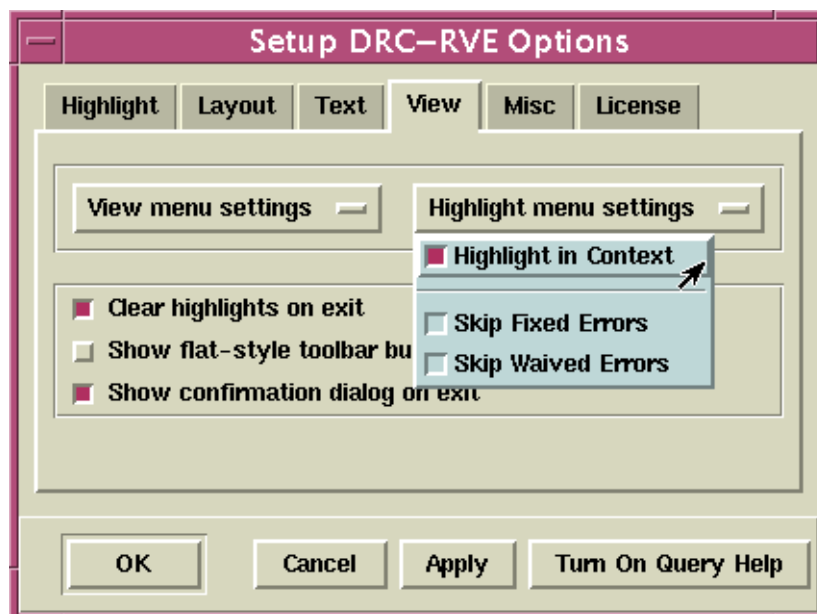 Setup DRC–RVE Options
Highlight Layout Text View Misc License
View menu settings Highlight menu settings
Highlight in Context
Clear highlights on exit
Skip Fixed Errors
Show flat-style toolbar
Skip Waived Errors
Show confirmation dialog on exit
OK Cancel Apply Turn On Query Help